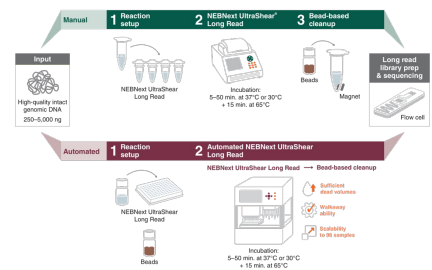 Manual
1 Reaction
setup
2 NEBNext UltraShear®
Long Read
3 Bead-based
cleanup
Input
High-quality intact
genomic DNA
250–5,000 ng
NEBNext UltraShear
Long Read
Incubation:
5–50 min. at 37°C or 30°C
+ 15 min. at 65°C
Beads
Magnet
Long read
library prep
& sequencing
Flow cell
Automated
1 Reaction
setup
2 Automated NEBNext UltraShear
Long Read
NEBNext UltraShear Long Read → Bead-based cleanup
NEBNext UltraShear
Long Read
Beads
Incubation:
5–50 min. at 37°C or 30°C
+ 15 min. at 65°C
Sufficient
dead volumes
Walkaway
ability
Scalability
to 96 samples